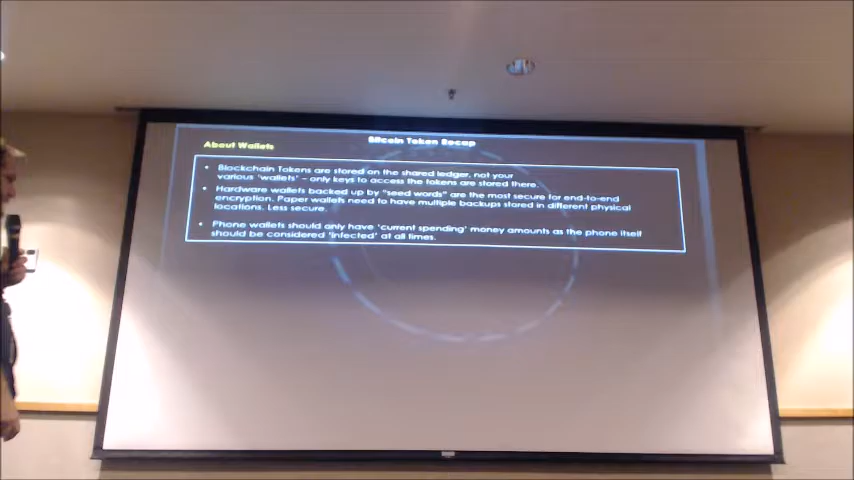 Bitcoin Token Recap
About Wallets
• Blockchain Tokens are stored on the shared ledger, not your
various 'wallets' – only keys to access the tokens are stored there.
• Hardware wallets backed up by "seed words" are the most secure for end-to-end
encryption. Paper wallets need to have multiple backups stored in different physical
locations. Less secure.
• Phone wallets should only have 'current spending' money amounts as the phone itself
should be considered 'infected' at all times.